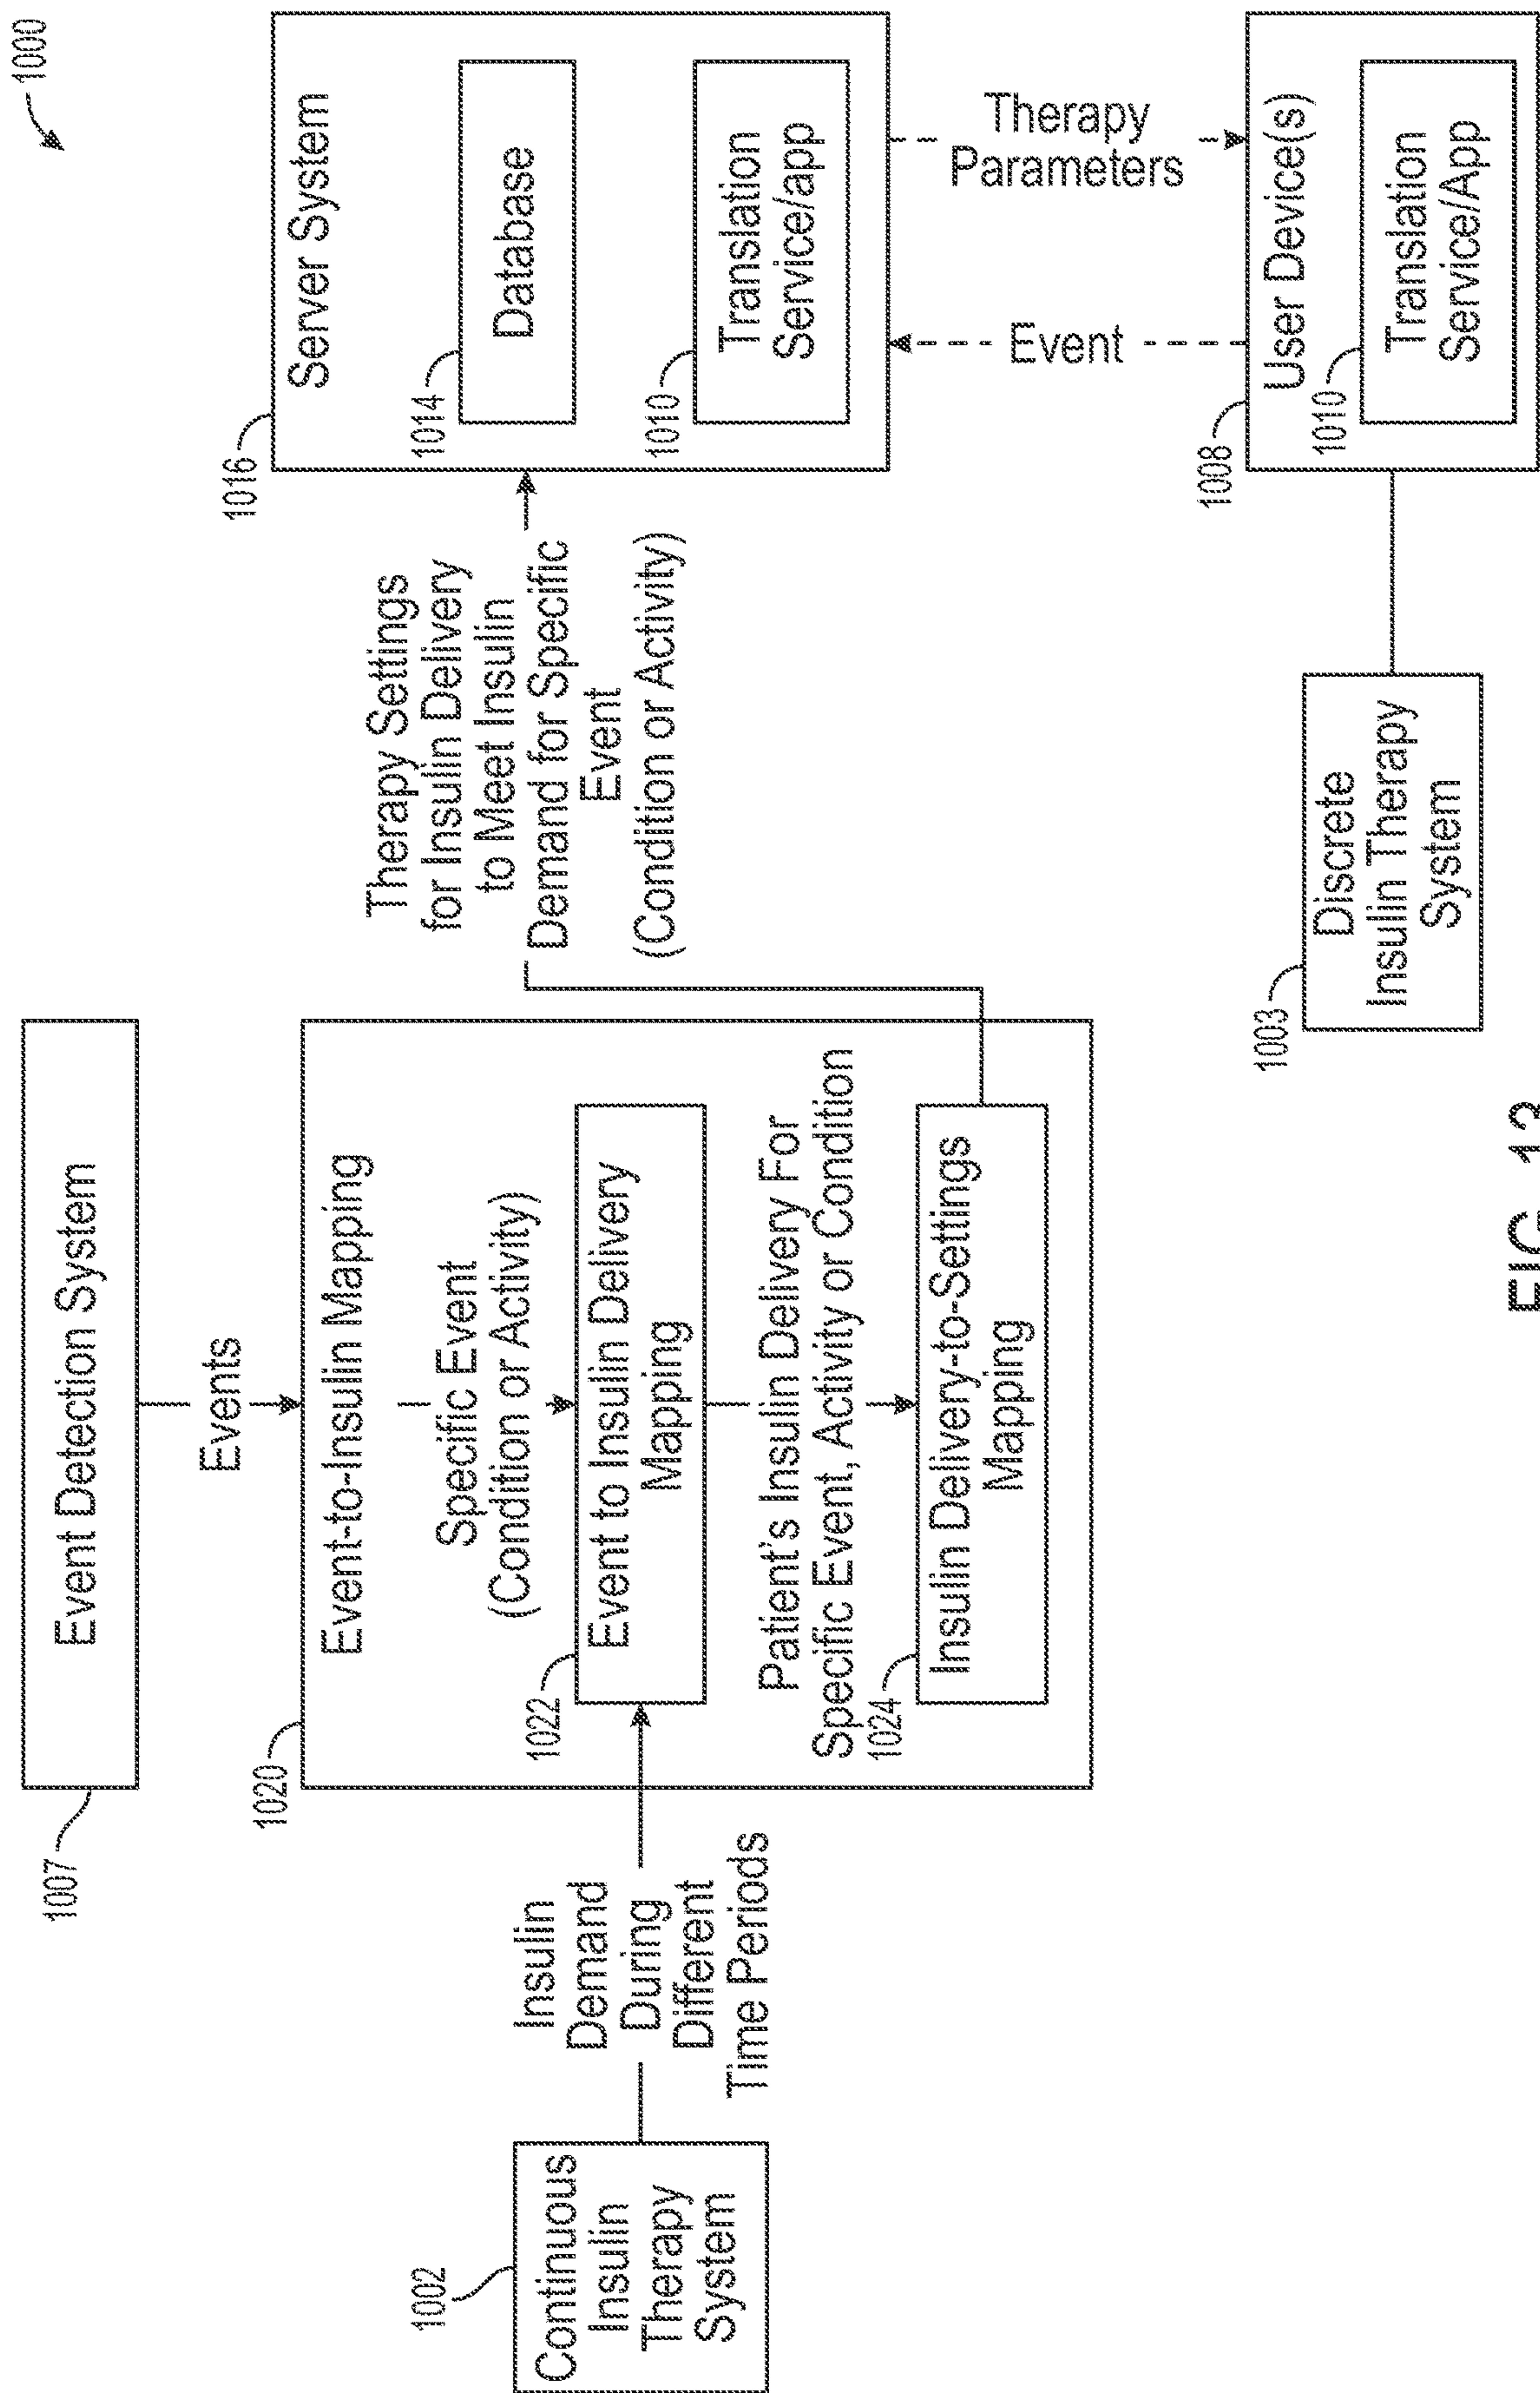 1000
1007
Event Detection System
Events
1020
Event-to-Insulin Mapping
Specific Event
(Condition or Activity)
1022
Event to Insulin Delivery
Mapping
Patient's Insulin Delivery For
Specific Event, Activity or Condition
1024
Insulin Delivery-to-Settings
Mapping
1002
Continuous
Insulin
Therapy
System
Insulin
Demand
During
Different
Time Periods
Therapy Settings
for Insulin Delivery
to Meet Insulin
Demand for Specific
Event
(Condition or Activity)
1016
Server System
1014
Database
1010
Translation
Service/app
Event
Therapy
Parameters
1008
User Device(s)
1010
Translation
Service/App
1003
Discrete
Insulin Therapy
System